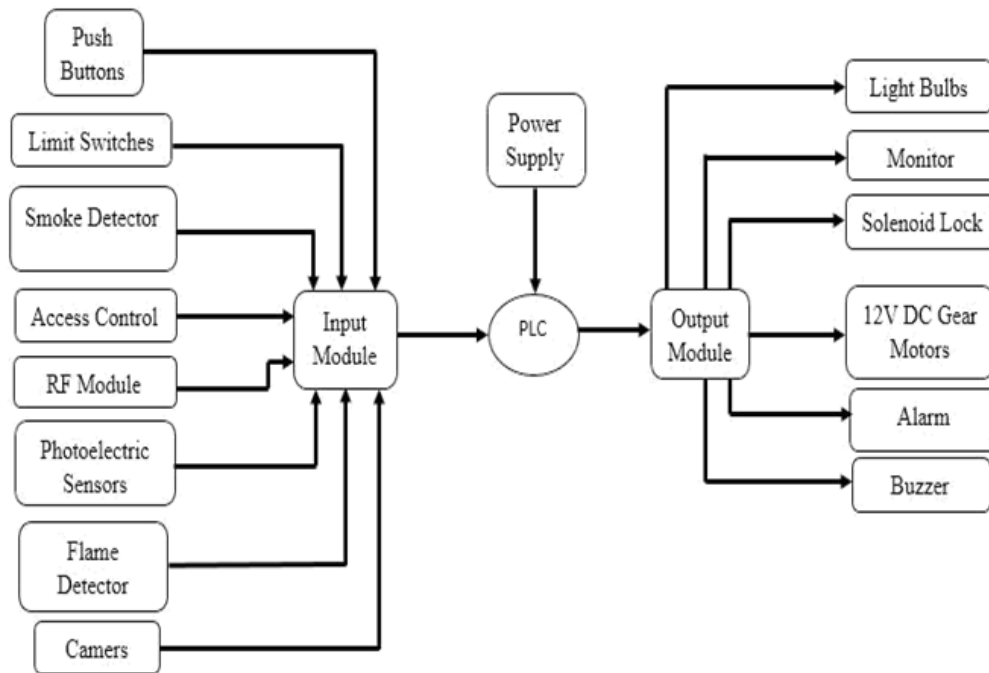 Push
Buttons
Limit Switches
Smoke Detector
Access Control
RF Module
Photoelectric
Sensors
Flame
Detector
Camers
Input
Module
Power
Supply
PLC
Output
Module
Light Bulbs
Monitor
Solenoid Lock
12V DC Gear
Motors
Alarm
Buzzer